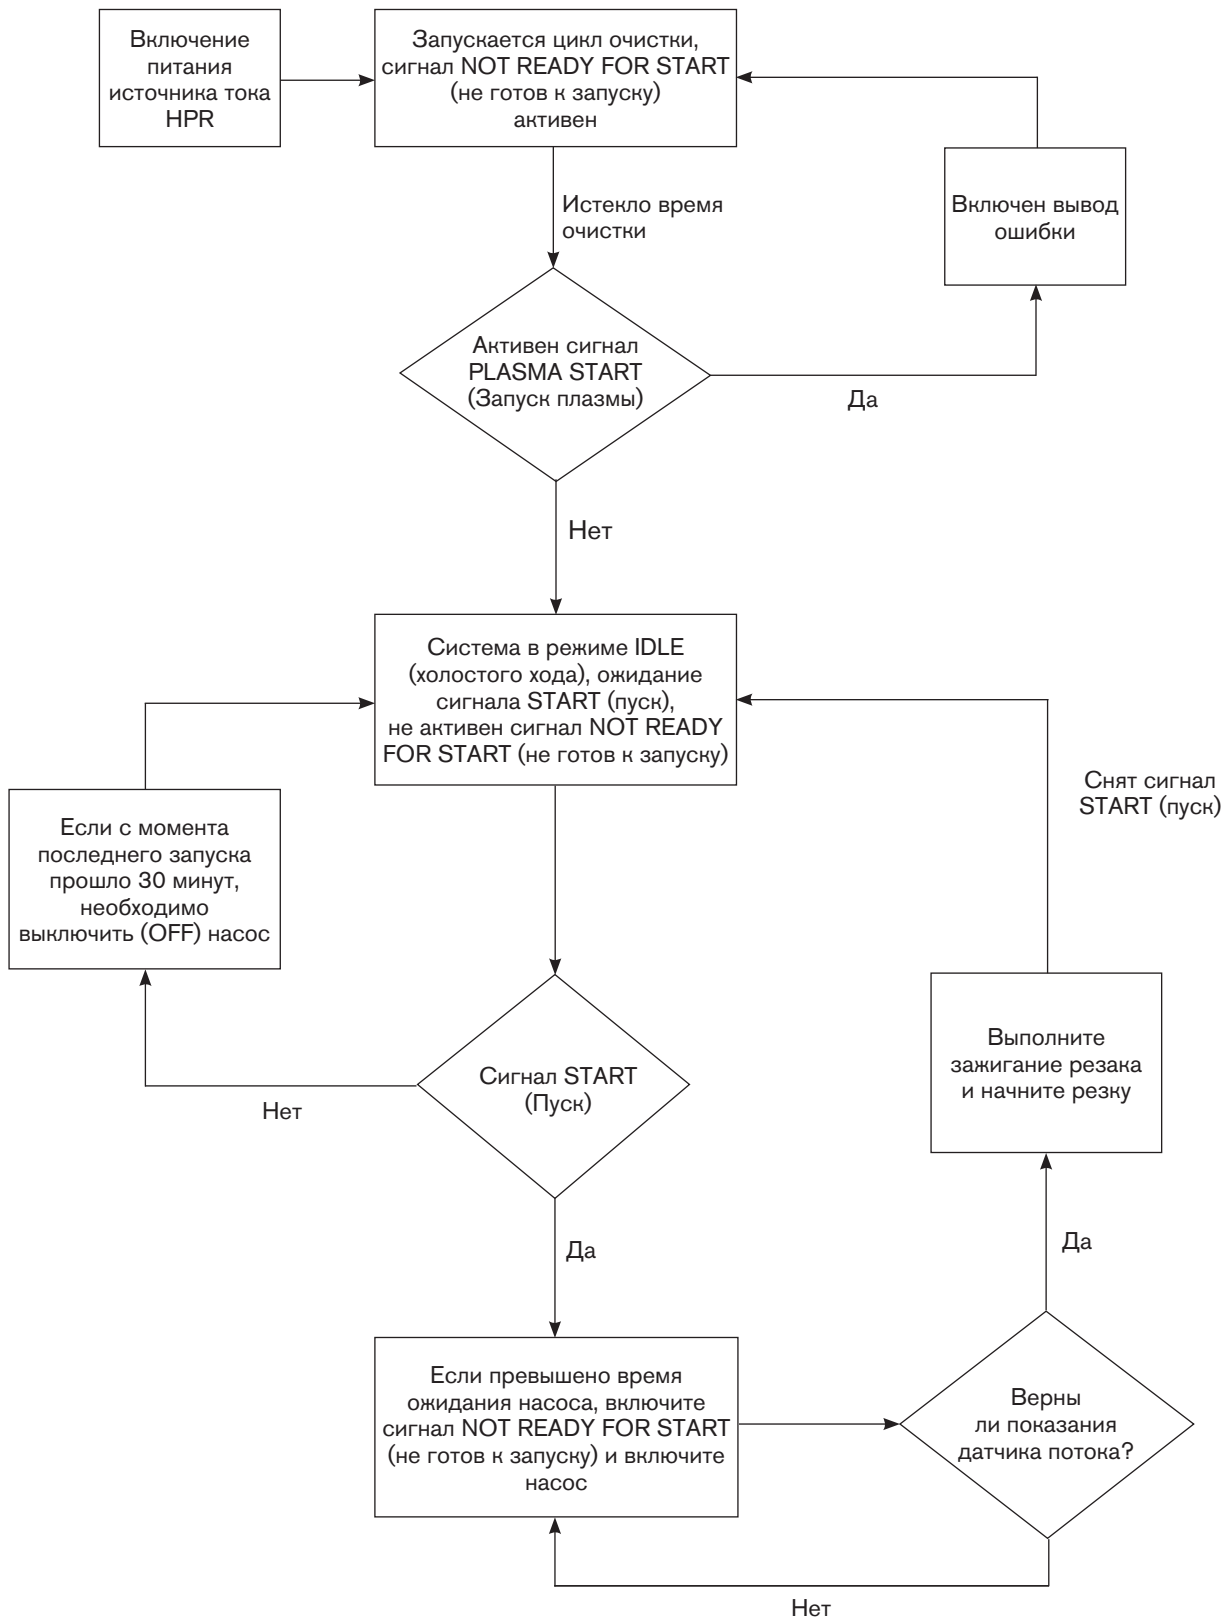 Включение
питания
источника тока
HPR
Запускается цикл очистки,
сигнал NOT READY FOR START
(не готов к запуску)
активен
Включен вывод
ошибки
Истекло время
очистки
Активен сигнал
PLASMA START
(Запуск плазмы)
Да
Нет
Система в режиме IDLE
(холостого хода), ожидание
сигнала START (пуск),
не активен сигнал NOT READY
FOR START (не готов к запуску)
Снят сигнал
START (пуск)
Если с момента
последнего запуска
прошло 30 минут,
необходимо
выключить (OFF) насос
Выполните
зажигание резака
и начните резку
Сигнал START
(Пуск)
Нет
Да
Да
Если превышено время
ожидания насоса, включите
сигнал NOT READY FOR START
(не готов к запуску) и включите
насос
Верны
ли показания
датчика потока?
Нет